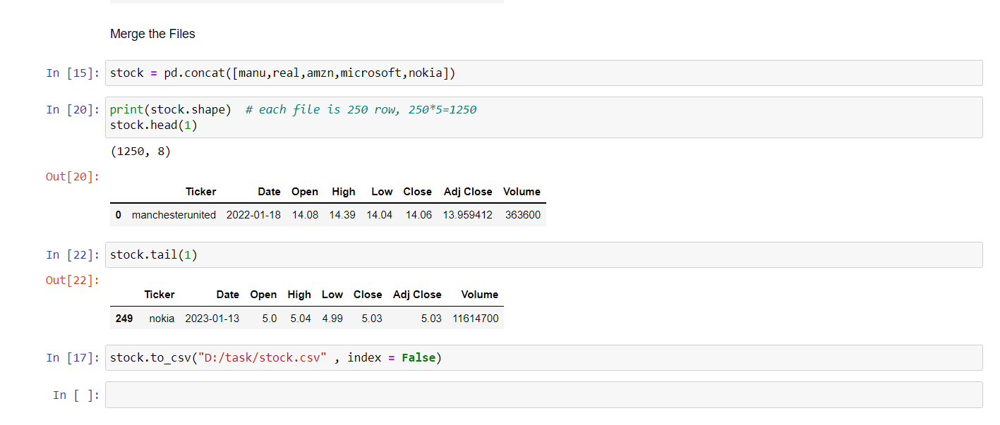 Merge the Files
In [15]: stock = pd.concat([manu,real,amzn,microsoft,nokia])
In [20]: print(stock.shape)  # each file is 250 row, 250*5=1250
stock.head(1)
(1250, 8)
Out[20]:
Ticker Date Open High Low Close Adj Close Volume
0 manchesterunited 2022-01-18 14.08 14.39 14.04 14.06 13.959412 363600
In [22]: stock.tail(1)
Out[22]:
Ticker Date Open High Low Close Adj Close Volume
249 nokia 2023-01-13 5.0 5.04 4.99 5.03 5.03 11614700
In [17]: stock.to_csv("D:/task/stock.csv" , index = False)
In [ ]: